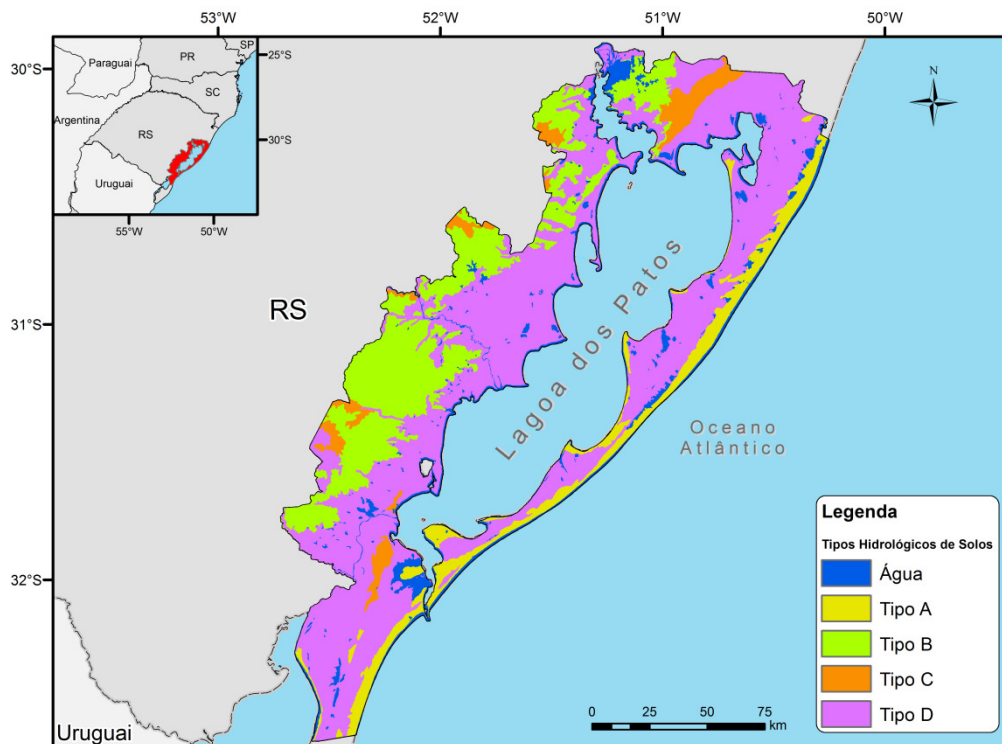 53°W
52°W
51°W
50°W
30°S
31°S
32°S
Paraguai
PR
SP
25°S
SC
Argentina
RS
30°S
Uruguai
55°W
50°W
N
RS
Lagoa dos Patos
Oceano
Atlântico
Uruguai
Legenda
Tipos Hidrológicos de Solos
Água
Tipo A
Tipo B
Tipo C
Tipo D
0 12,5 25 50 75
km